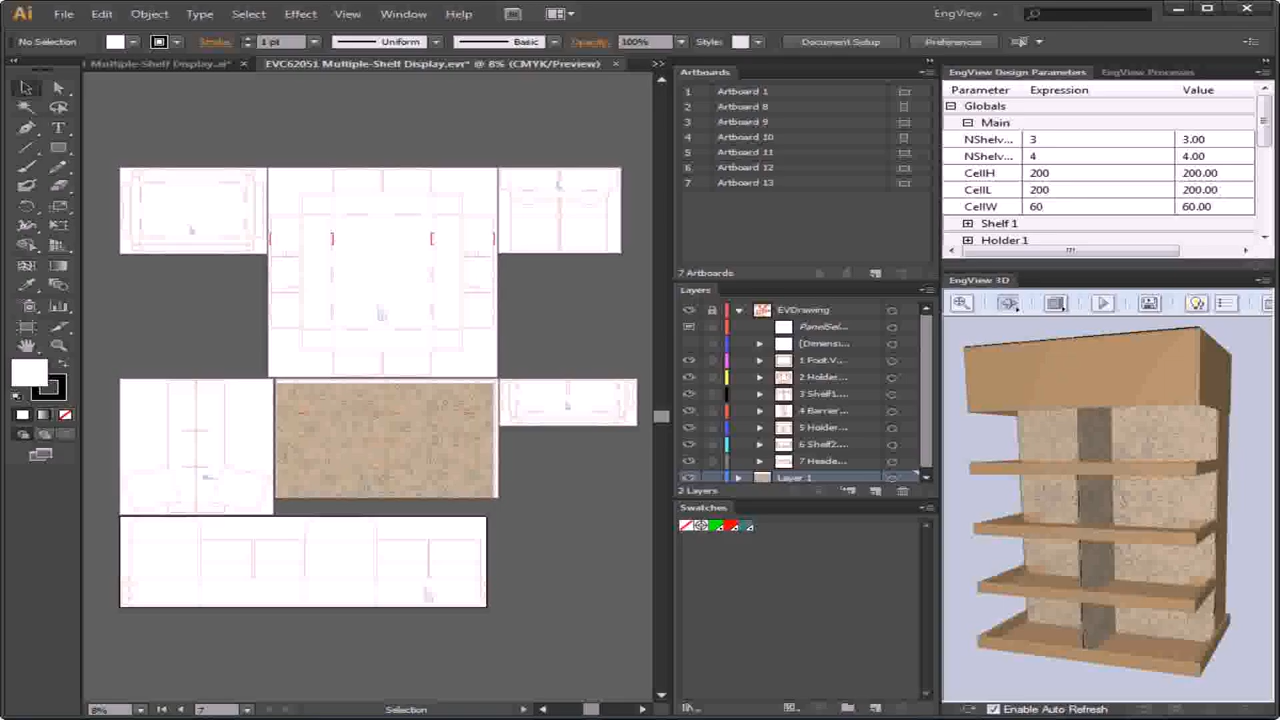 Ai File Edit Object Type Select Effect View Window Help EngView
No Selection Stroke: 1 pt Uniform Basic Opacity: 100% Style: Document Setup Preferences
Multiple-Shelf Display.ai* × EVC62051 Multiple-Shelf Display.evr* @ 8% (CMYK/Preview) ×
Artboards
1 Artboard 1
2 Artboard 8
3 Artboard 9
4 Artboard 10
5 Artboard 11
6 Artboard 12
7 Artboard 13
7 Artboards
Layers
EVDrawing
PanelSel...
[Dimensi...
1 Foot.V...
2 Holder...
3 Shelf1....
4 Barrier...
5 Holder...
6 Shelf2....
7 Heade...
Layer 1
2 Layers
Swatches
EngView Design Parameters EngView Processes
Parameter Expression Value
Globals
Main
NShelv... 3 3.00
NShelv... 4 4.00
CellH 200 200.00
CellL 200 200.00
CellW 60 60.00
Shelf 1
Holder 1
EngView 3D
8% 7 Selection
Enable Auto Refresh